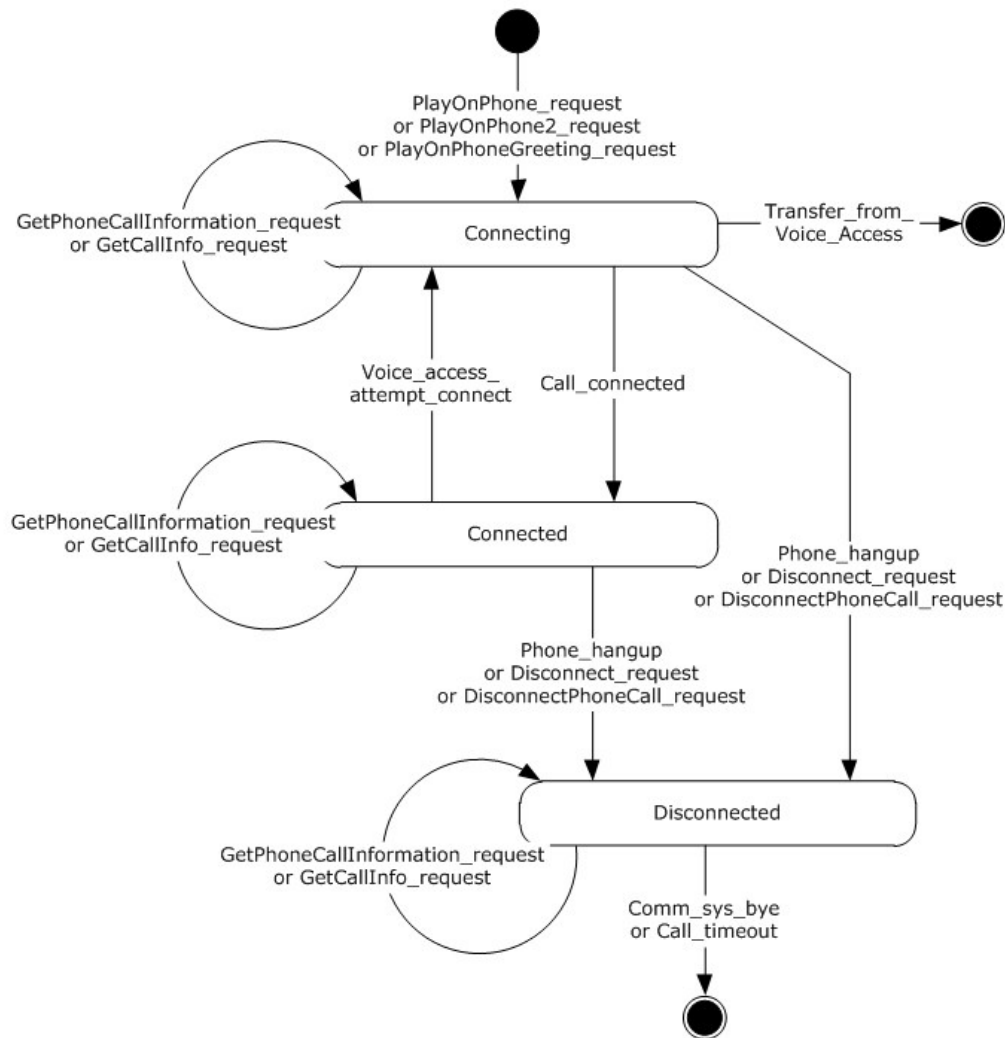 PlayOnPhone_request
or PlayOnPhone2_request
or PlayOnPhoneGreeting_request
GetPhoneCallInformation_request
or GetCallInfo_request
Connecting
Transfer_from_
Voice_Access
Voice_access_
attempt_connect
Call_connected
GetPhoneCallInformation_request
or GetCallInfo_request
Connected
Phone_hangup
or Disconnect_request
or DisconnectPhoneCall_request
Phone_hangup
or Disconnect_request
or DisconnectPhoneCall_request
Disconnected
GetPhoneCallInformation_request
or GetCallInfo_request
Comm_sys_bye
or Call_timeout